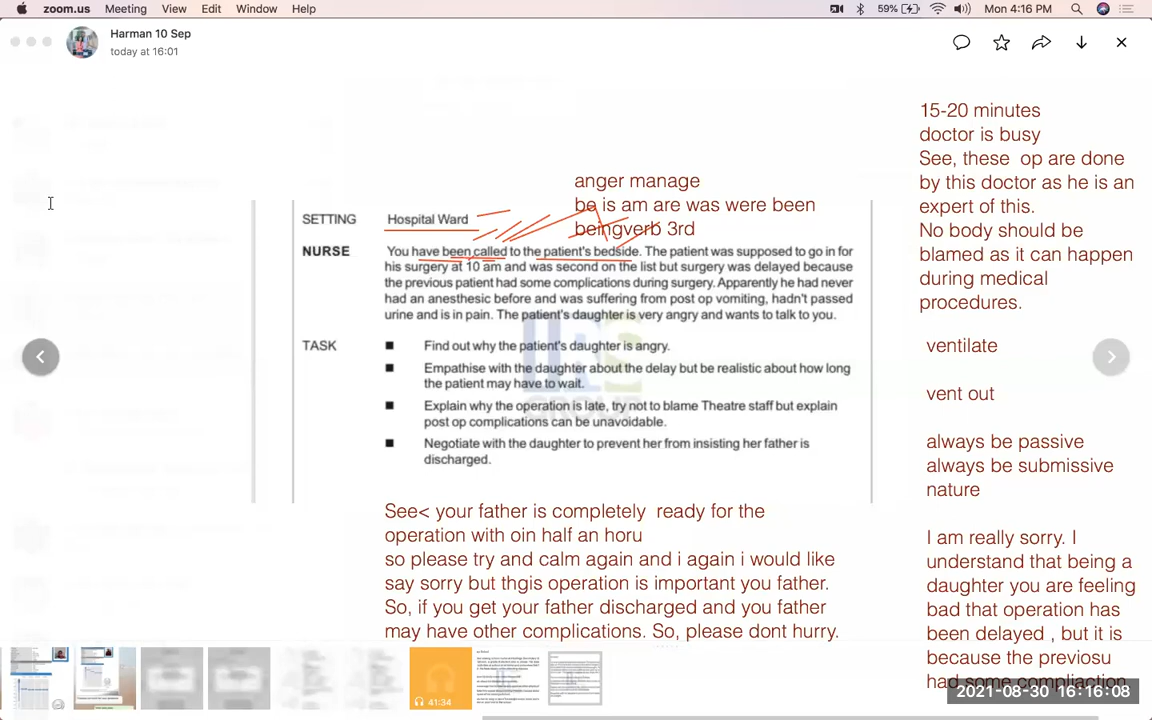 zoom.us Meeting View Edit Window Help 59% Mon 4:16 PM
Harman 10 Sep
today at 16:01
anger manage
be is am are was were been
beingverb 3rd
SETTING Hospital Ward
NURSE You have been called to the patient's bedside. The patient was supposed to go in for
his surgery at 10 am and was second on the list but surgery was delayed because
the previous patient had some complications during surgery. Apparently he had never
had an anesthetic before and was suffering from post op vomiting, hadn't passed
urine and is in pain. The patient's daughter is very angry and wants to talk to you.
TASK ■ Find out why the patient's daughter is angry.
■ Empathise with the daughter about the delay but be realistic about how long
the patient may have to wait.
■ Explain why the operation is late, try not to blame Theatre staff but explain
post op complications can be unavoidable.
■ Negotiate with the daughter to prevent her from insisting her father is
discharged.
GROUP
See< your father is completely ready for the
operation with oin half an horu
so please try and calm again and i again i would like
say sorry but thgis operation is important you father.
So, if you get your father discharged and you father
may have other complications. So, please dont hurry.
15-20 minutes
doctor is busy
See, these op are done
by this doctor as he is an
expert of this.
No body should be
blamed as it can happen
during medical
procedures.
ventilate
vent out
always be passive
always be submissive
nature
I am really sorry. I
understand that being a
daughter you are feeling
bad that operation has
been delayed , but it is
because the previosu
had some compliaction
41:34
2021-08-30 16:16:08